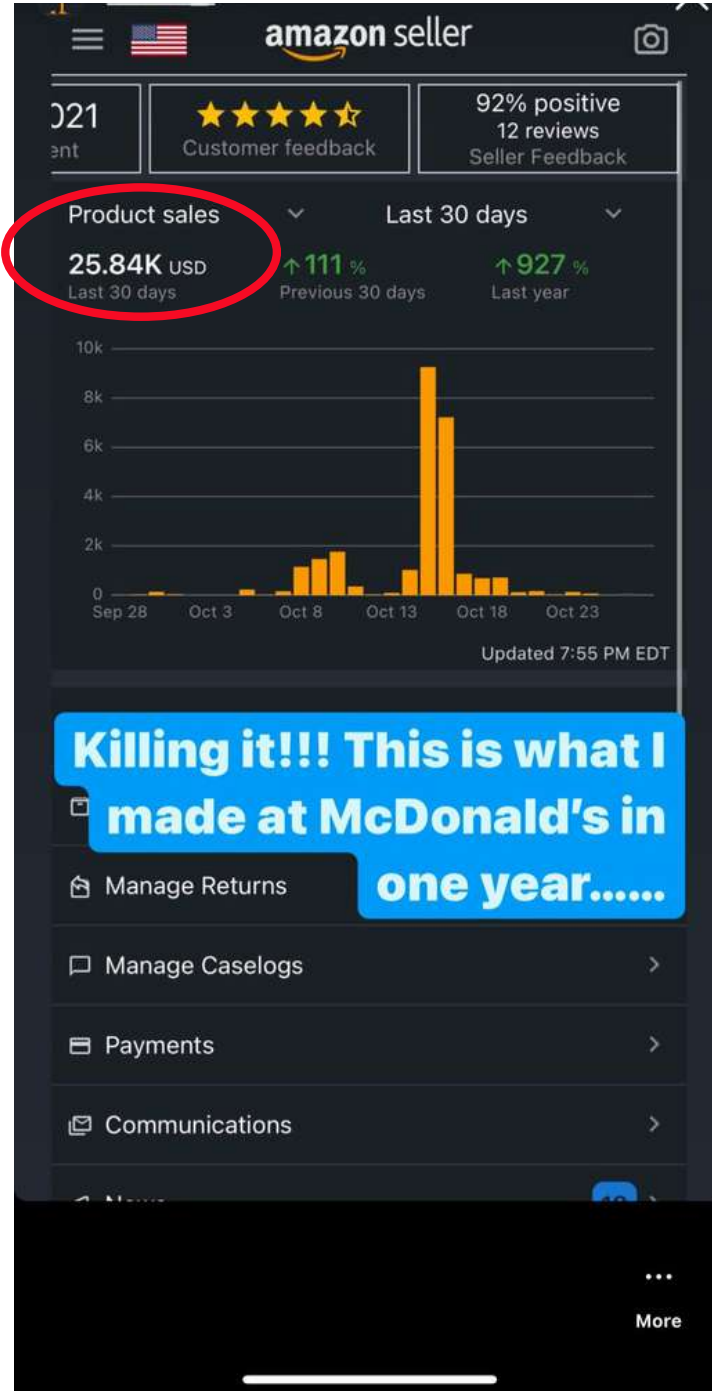 amazon seller
021
ent
Customer feedback
92% positive
12 reviews
Seller Feedback
Product sales
Last 30 days
25.84K USD
Last 30 days
↑111 %
Previous 30 days
↑927 %
Last year
10k
8k
6k
4k
2k
0
Sep 28 Oct 3 Oct 8 Oct 13 Oct 18 Oct 23
Updated 7:55 PM EDT
Killing it!!! This is what I
made at McDonald's in
one year......
Manage Returns
Manage Caselogs
Payments
Communications
More